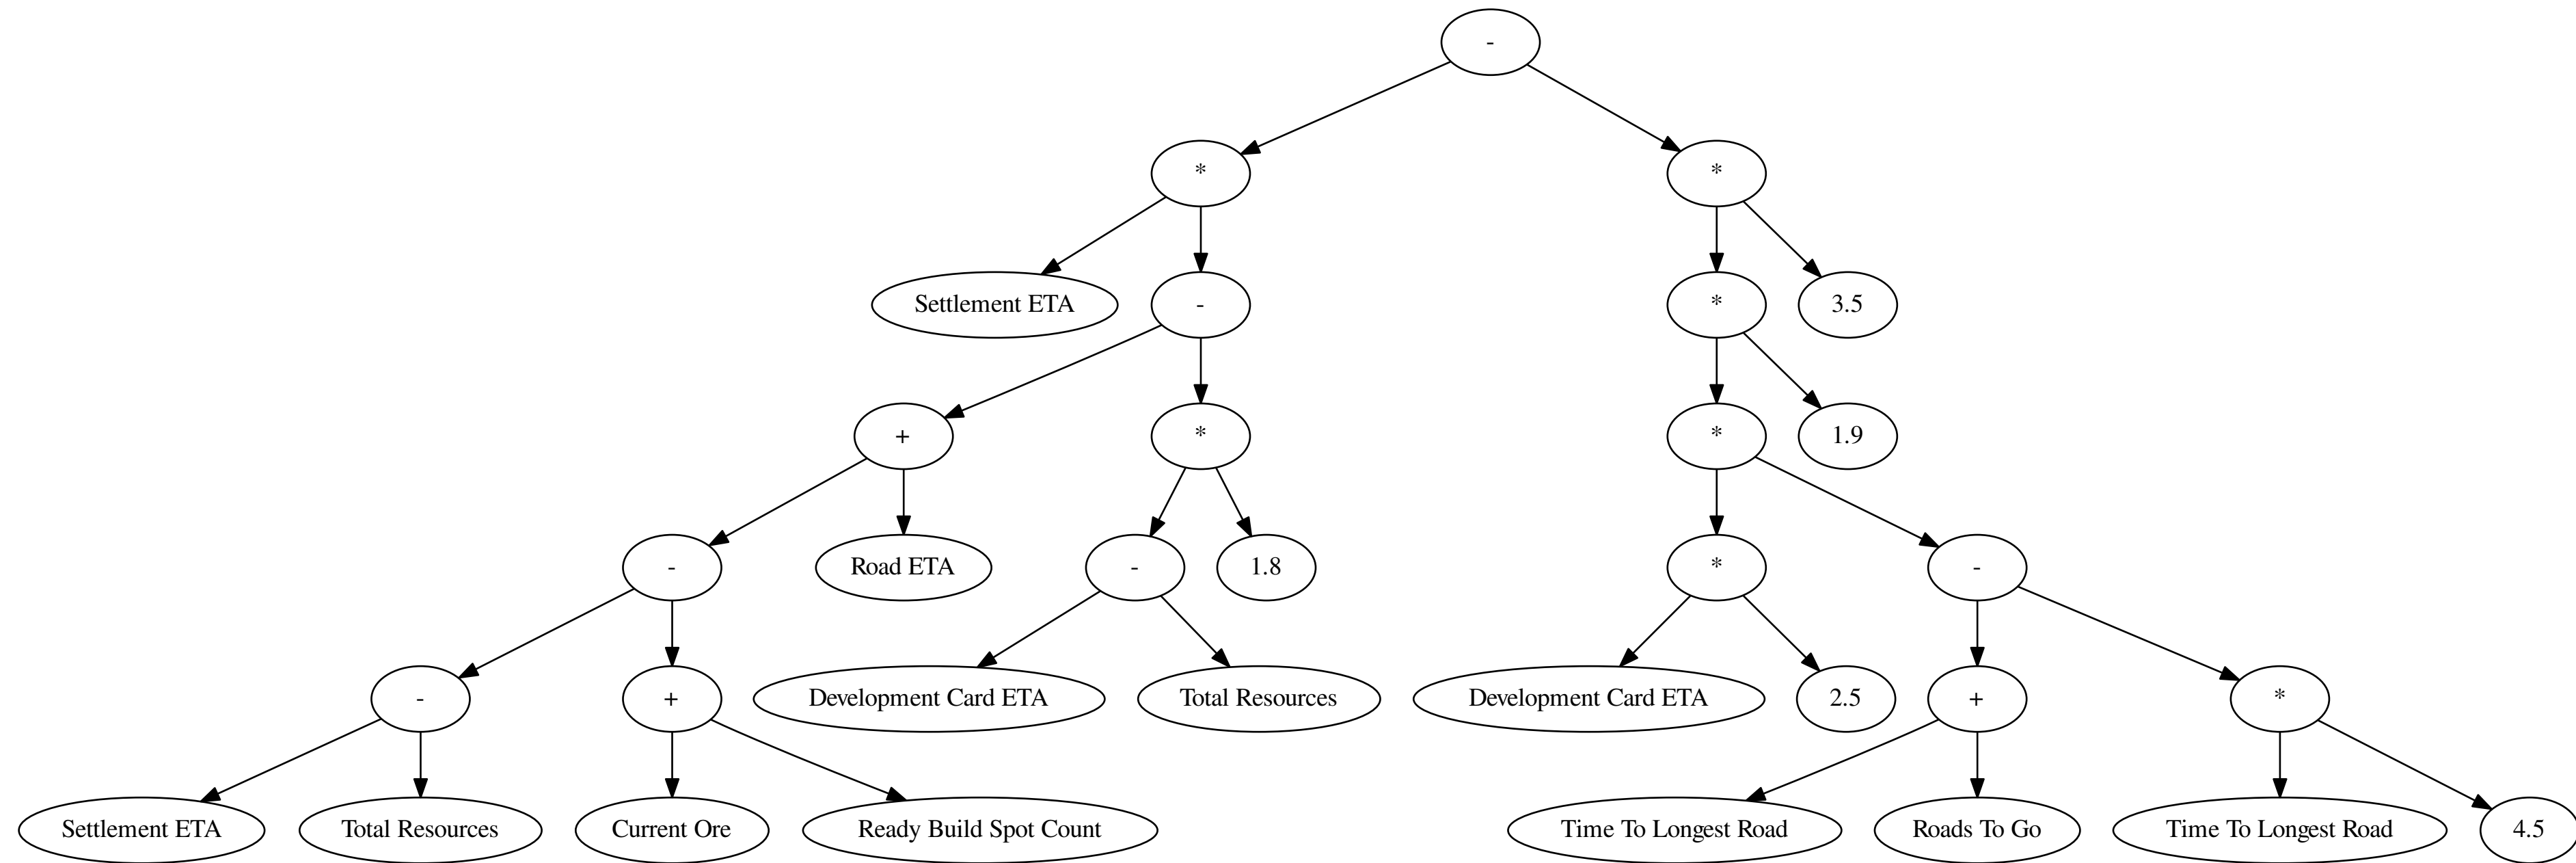 -
*
*
Settlement ETA
-
*
3.5
+
*
*
1.9
-
Road ETA
-
1.8
*
-
-
+
Development Card ETA
Total Resources
Development Card ETA
2.5
+
*
Settlement ETA
Total Resources
Current Ore
Ready Build Spot Count
Time To Longest Road
Roads To Go
Time To Longest Road
4.5